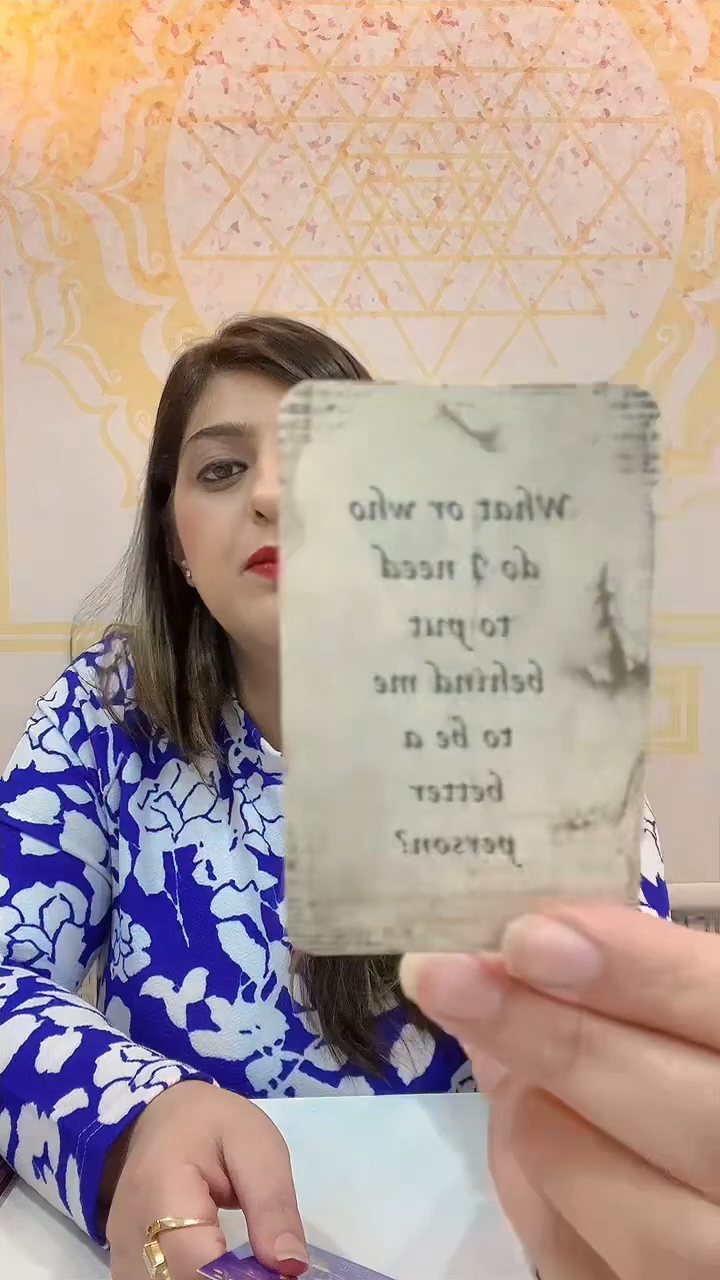 What or who
do I need
to put
behind me
to be a
better
person?